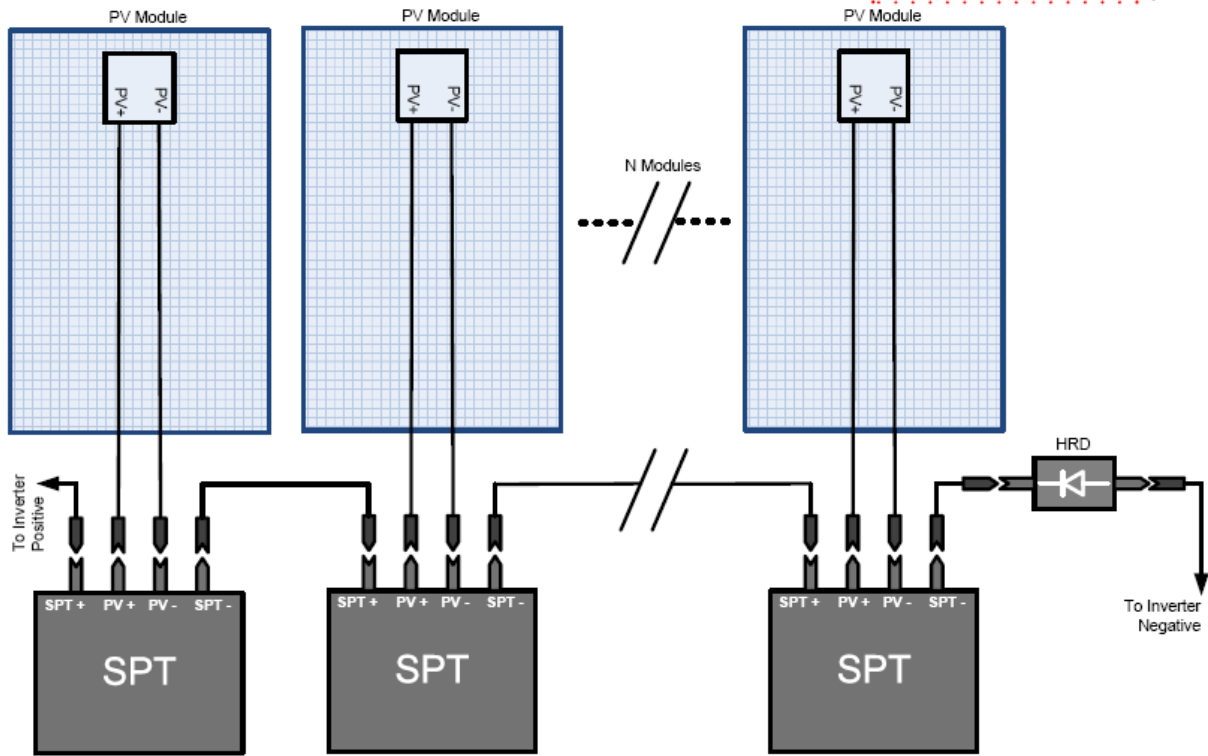 PV Module
PV Module
PV Module
PV+
PV-
PV+
PV-
PV+
PV-
N Modules
HRD
To Inverter
Positive
To Inverter
Negative
SPT +
PV +
PV -
SPT -
SPT +
PV +
PV -
SPT -
SPT +
PV +
PV -
SPT -
SPT
SPT
SPT